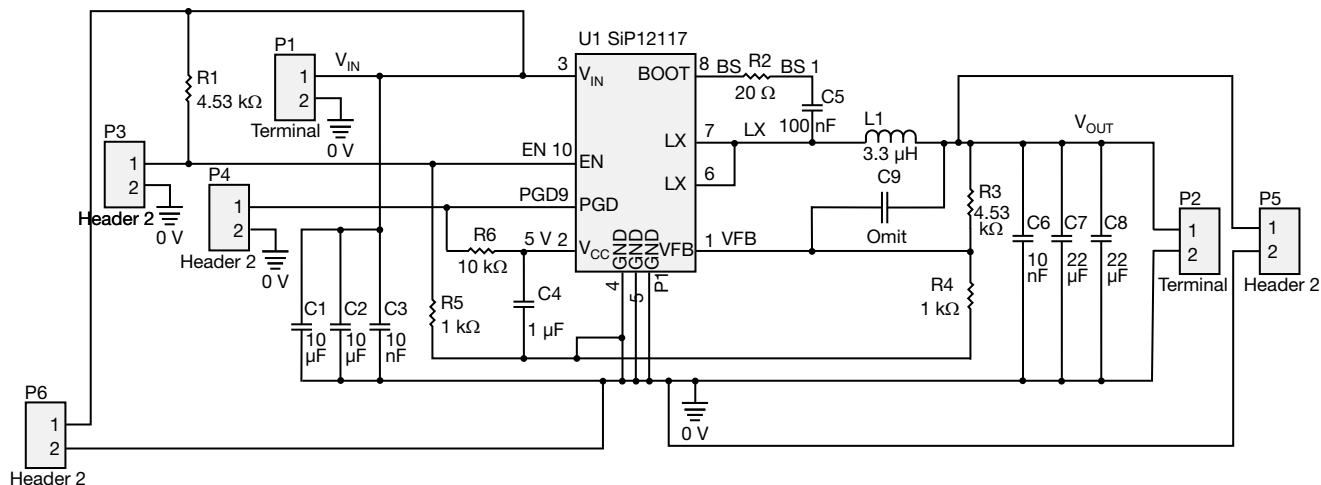 U1 SiP12117
P1
1
2
Terminal
0 V
V_IN
R1
4.53 kΩ
P3
1
2
Header 2
0 V
P4
1
2
Header 2
0 V
3
V_IN
EN 10
EN
PGD9
PGD
5 V 2
V_CC
BOOT
8
BS
R2
20 Ω
BS 1
C5
100 nF
LX
7
LX
LX
6
VFB
1
VFB
GND
GND
GND
4
5
P1
L1
3.3 µH
C9
Omit
V_OUT
R3
4.53
kΩ
R4
1 kΩ
C6
10
nF
C7
22
µF
C8
22
µF
P2
1
2
Terminal
P5
1
2
Header 2
R6
10 kΩ
C4
1 µF
R5
1 kΩ
C1
10
µF
C2
10
µF
C3
10
nF
P6
1
2
Header 2
0 V